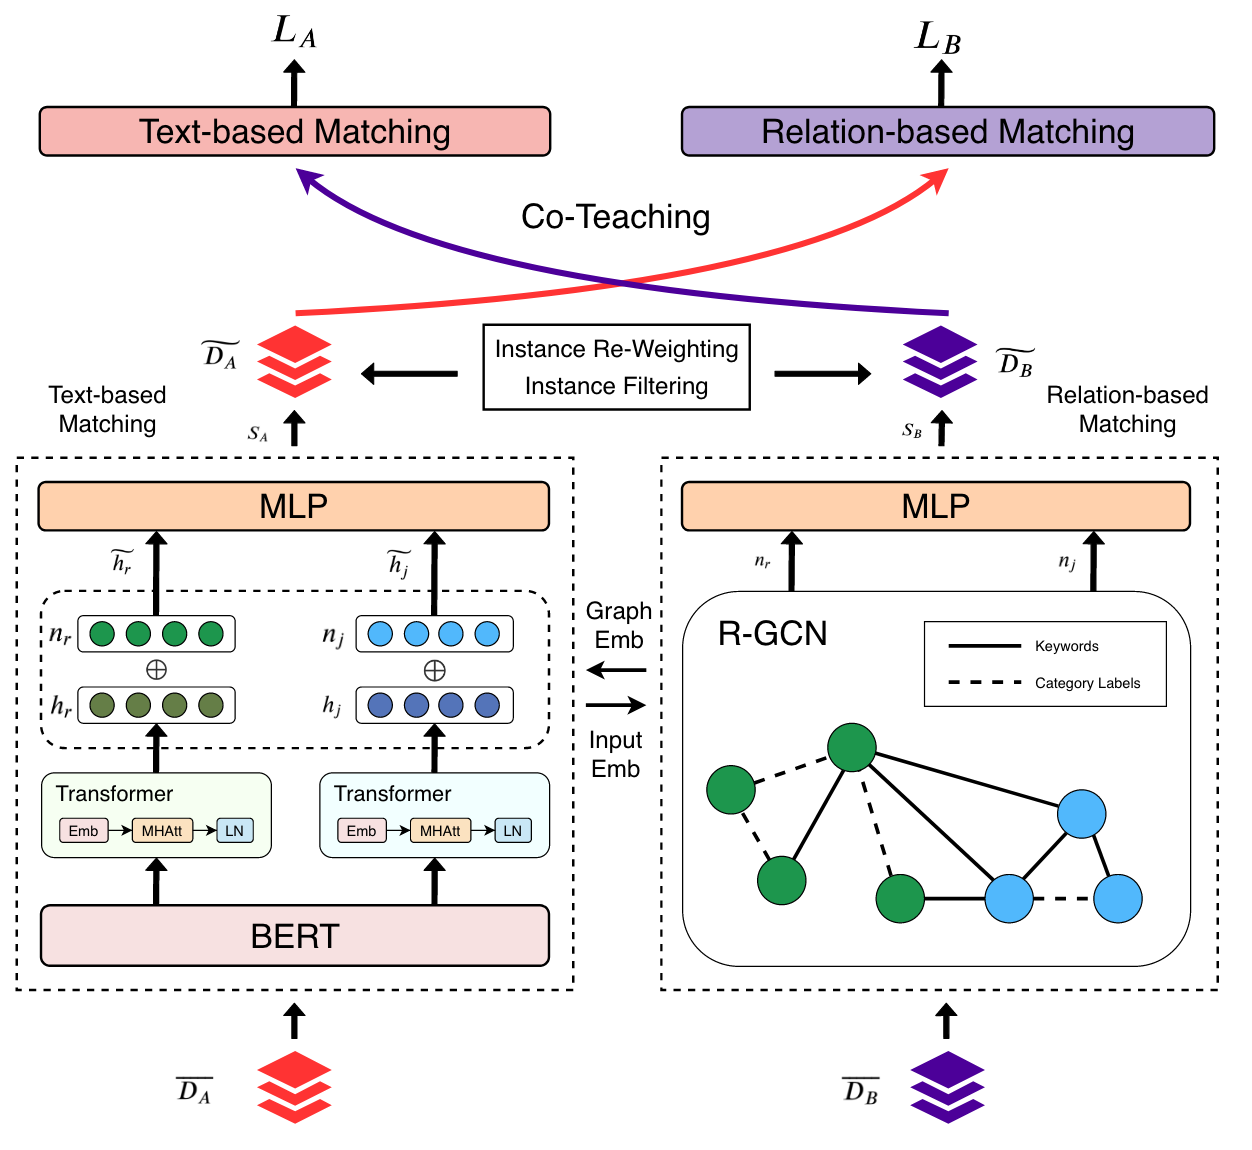 L_A
L_B
Text-based Matching
Relation-based Matching
Co-Teaching
\widetilde{D_A}
Instance Re-Weighting
Instance Filtering
\widetilde{D_B}
Text-based
Matching
Relation-based
Matching
S_A
S_B
MLP
MLP
\widetilde{h_r}
\widetilde{h_j}
n_r
n_j
n_r
n_j
Graph
Emb
R-GCN
Keywords
Category Labels
⊕
⊕
h_r
h_j
Input
Emb
Transformer
Transformer
Emb
MHAtt
LN
Emb
MHAtt
LN
BERT
\overline{D_A}
\overline{D_B}